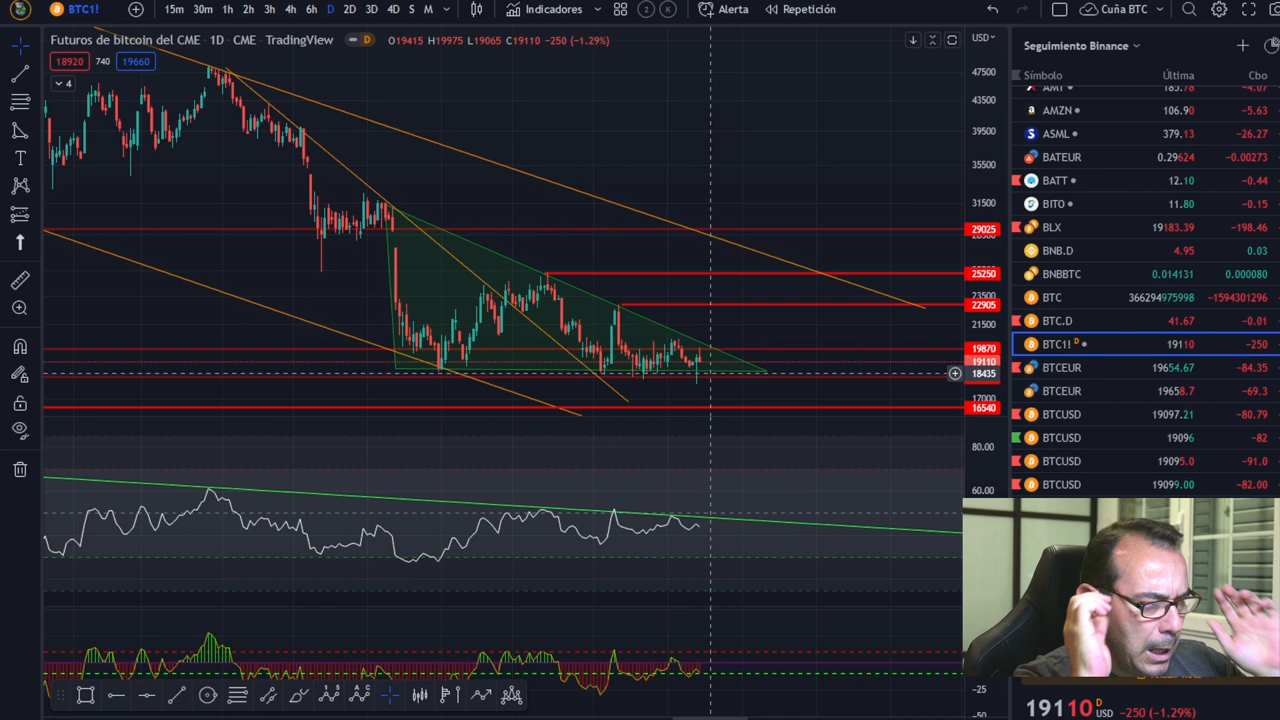 BTC1! 15m 30m 1h 2h 3h 4h 6h D 2D 3D 4D S M Indicadores 2 K Alerta Repetición Cuña BTC
Futuros de bitcoin del CME · 1D · CME · TradingView D O19415 H19975 L19065 C19110 -250 (-1.29%)
18920 740 19660
4
USD
47500
43500
39500
35500
31500
29025
25250
23500
22905
21500
19870
19110
18435
17000
16540
80.00
60.00
-25
-50
Seguimiento Binance
Símbolo Última Cbo
AMT 185.78 -4.07
AMZN 106.90 -5.63
ASML 379.13 -26.27
BATEUR 0.29624 -0.00273
BATT 12.10 -0.44
BITO 11.80 -0.15
BLX 19183.39 -198.46
BNB.D 4.95 0.03
BNBBTC 0.014131 0.000080
BTC 366294975998 -1594301296
BTC.D 41.67 -0.01
BTC1! D 19110 -250
BTCEUR 19654.67 -84.35
BTCEUR 19658.7 -69.3
BTCUSD 19097.21 -80.79
BTCUSD 19096 -82
BTCUSD 19095.0 -91.0
BTCUSD 19099.00 -82.00
19110 D USD -250 (-1.29%)